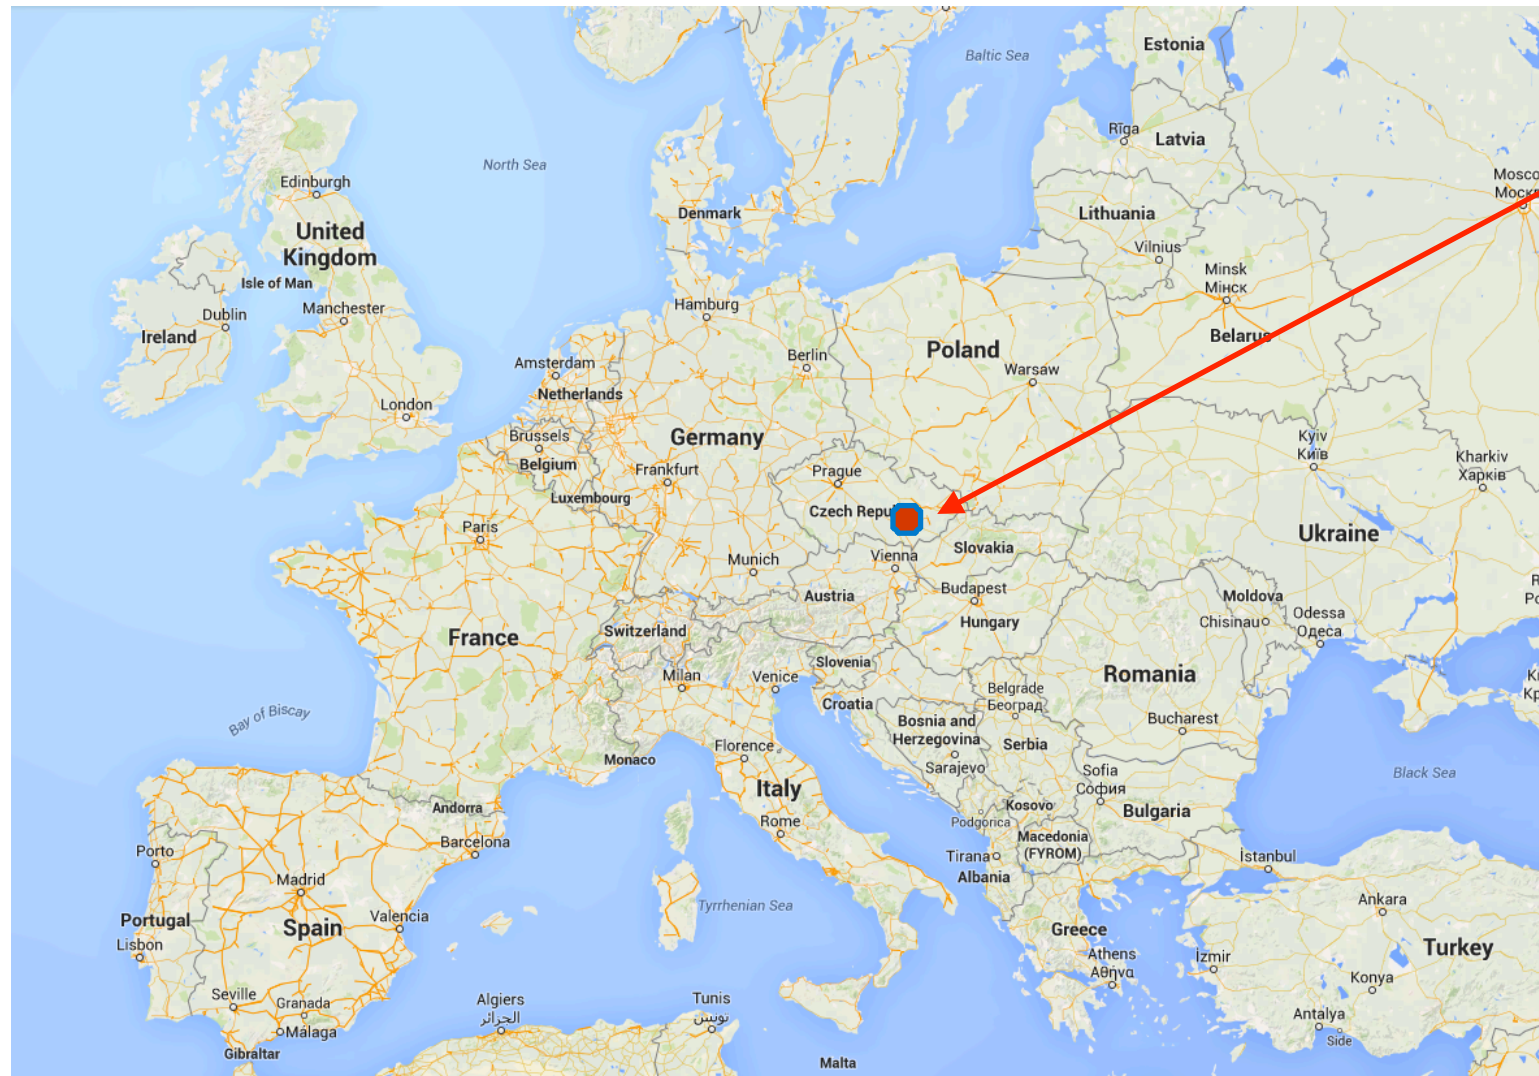 Estonia
Baltic Sea
Rīga
Latvia
North Sea
Mosco
Моск
Edinburgh
Denmark
Lithuania
United
Kingdom
Vilnius
Minsk
Мінск
Isle of Man
Hamburg
Manchester
Dublin
Ireland
Belarus
Berlin
Poland
Amsterdam
Warsaw
Netherlands
London
Brussels
Germany
Kyiv
Київ
Kharkiv
Харків
Belgium
Frankfurt
Prague
Luxembourg
Czech Repu
Paris
Ukraine
Munich
Vienna
Slovakia
Budapest
Austria
Moldova
Chisinau
Odessa
Одеса
R
Ро
Hungary
Switzerland
France
Slovenia
Milan
Venice
Romania
Belgrade
Београд
Croatia
Bay of Biscay
Bosnia and
Herzegovina
Bucharest
Serbia
Florence
Monaco
Sarajevo
Sofia
София
Black Sea
Italy
Andorra
Kosovo
Bulgaria
Podgorica
Rome
Macedonia
(FYROM)
Barcelona
Porto
Tirana
Albania
İstanbul
Madrid
Ankara
Tyrrhenian Sea
Portugal
Spain
Valencia
Greece
Lisbon
Athens
Αθήνα
İzmir
Turkey
Konya
Seville
Granada
Algiers
الجزائر
Tunis
تونس
Antalya
Side
Málaga
Gibraltar
Malta